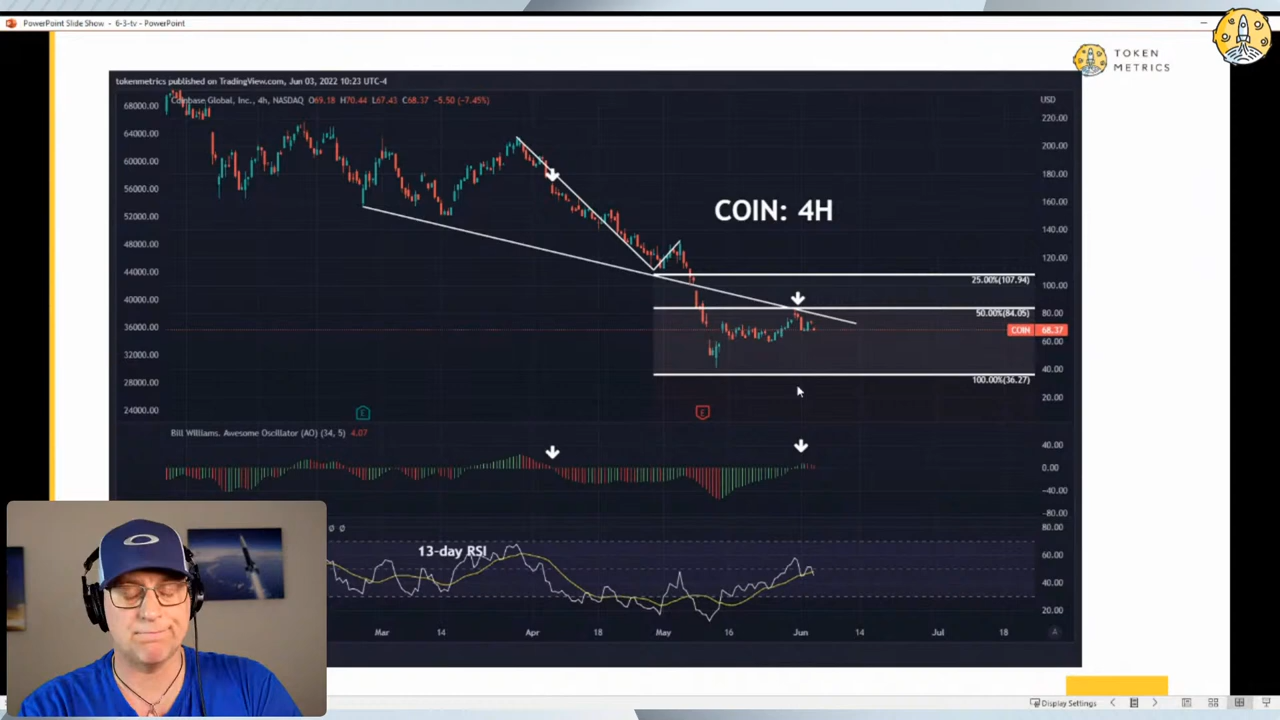 PowerPoint Slide Show - 6-3-tv - PowerPoint
TOKEN
METRICS
tokenmetrics published on TradingView.com, Jun 03, 2022 10:23 UTC-4
Coinbase Global, Inc., 4h, NASDAQ O69.18 H70.44 L67.43 C68.37 -5.50 (-7.45%)
USD
68000.00
64000.00
60000.00
56000.00
52000.00
48000.00
44000.00
40000.00
36000.00
32000.00
28000.00
24000.00
220.00
200.00
180.00
160.00
140.00
120.00
100.00
80.00
60.00
40.00
20.00
COIN: 4H
25.00%(107.94)
50.00%(84.05)
COIN 68.37
100.00%(36.27)
E
E
Bill Williams. Awesome Oscillator (AO) (34, 5) 4.07
40.00
0.00
-40.00
-80.00
80.00
60.00
40.00
20.00
13-day RSI
Mar 14 Apr 18 May 16 Jun 14 Jul 18
A
Display Settings